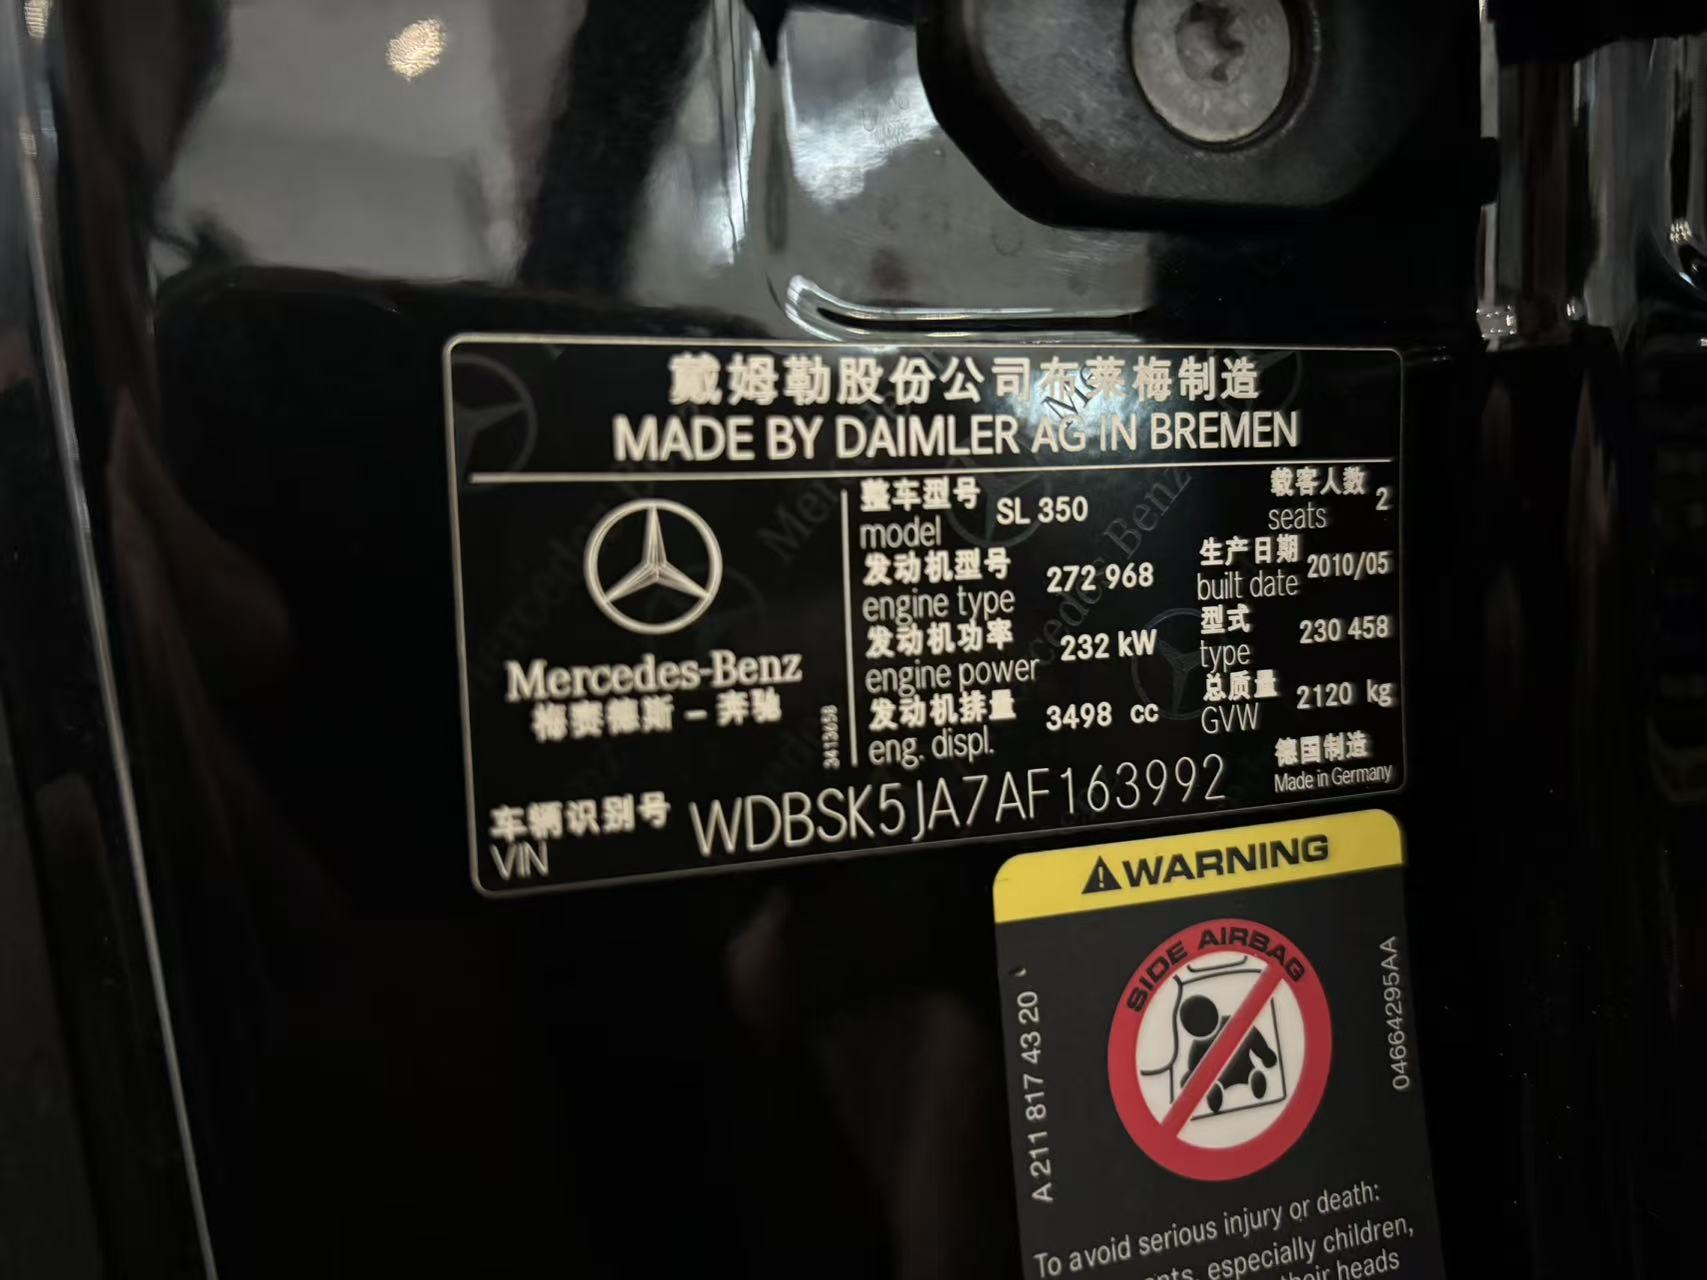 戴姆勒股份公司布莱梅制造
MADE BY DAIMLER AG IN BREMEN
整车型号 SL 350
model
载客人数 2
seats
发动机型号 272 968
engine type
生产日期 2010/05
built date
发动机功率 232 kW
engine power
型式 230 458
type
发动机排量 3498 cc
eng. displ.
总质量 2120 kg
GVW
Mercedes-Benz
梅赛德斯－奔驰
3413658
德国制造
Made in Germany
车辆识别号 WDBSK5JA7AF163992
VIN
WARNING
SIDE AIRBAG
A 211 817 43 20
04664295AA
To avoid serious injury or death:
especially children,
heads